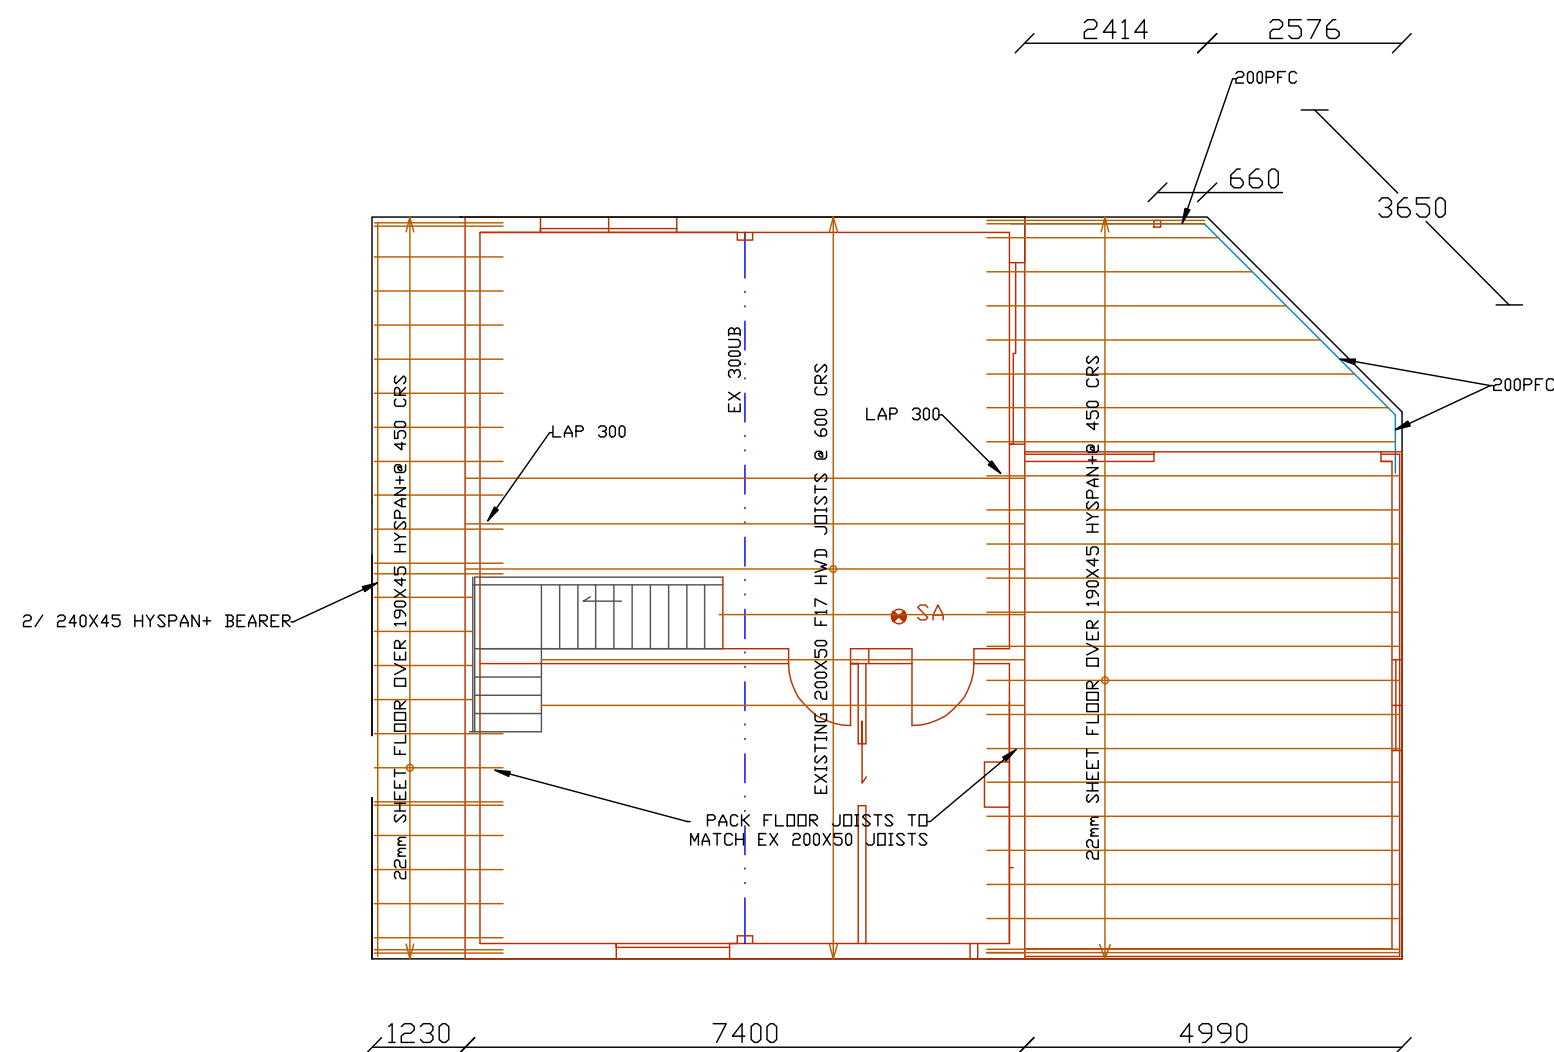 2414
2576
200PFC
660
3650
EX 300UB
200PFC
LAP 300
LAP 300
22mm SHEET FLOOR OVER 190X45 HYSPAN+@ 450 CRS
EXISTING 200X50 F17 HWD JOISTS @ 600 CRS
22mm SHEET FLOOR OVER 190X45 HYSPAN+@ 450 CRS
SA
2/ 240X45 HYSPAN+ BEARER
PACK FLOOR JOISTS TO
MATCH EX 200X50 JOISTS
1230
7400
4990